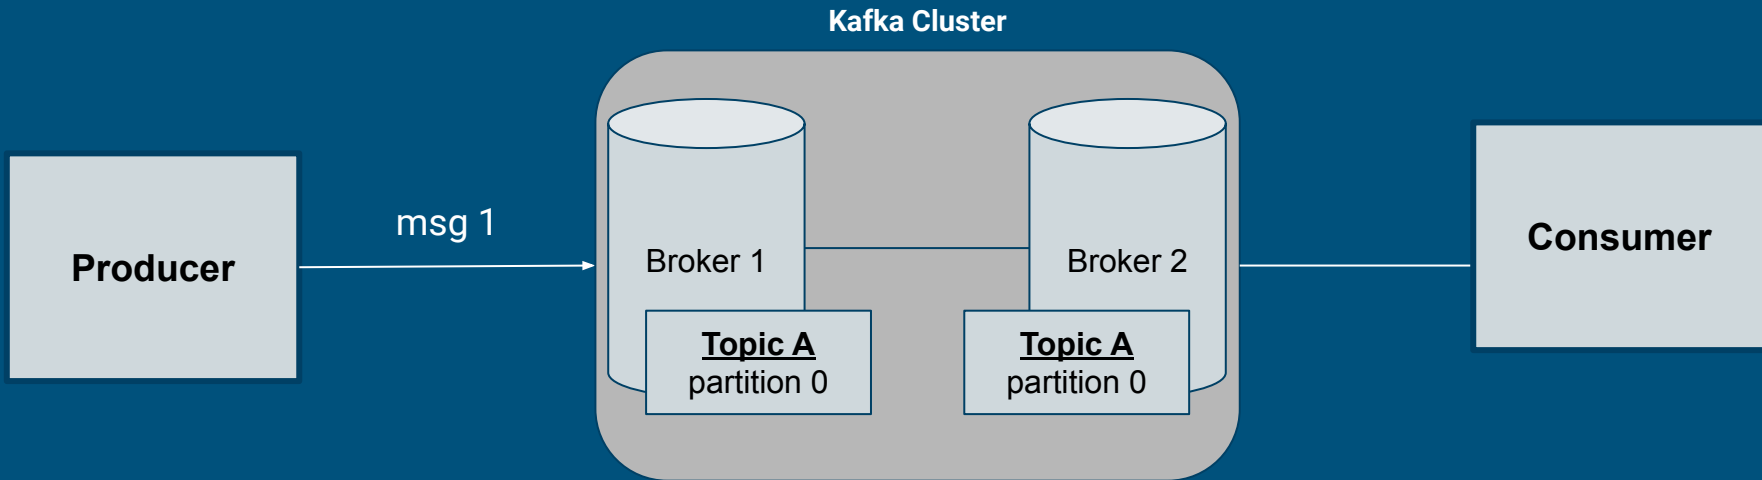 Kafka Cluster
Producer
msg 1
Broker 1
Topic A
partition 0
Broker 2
Topic A
partition 0
Consumer